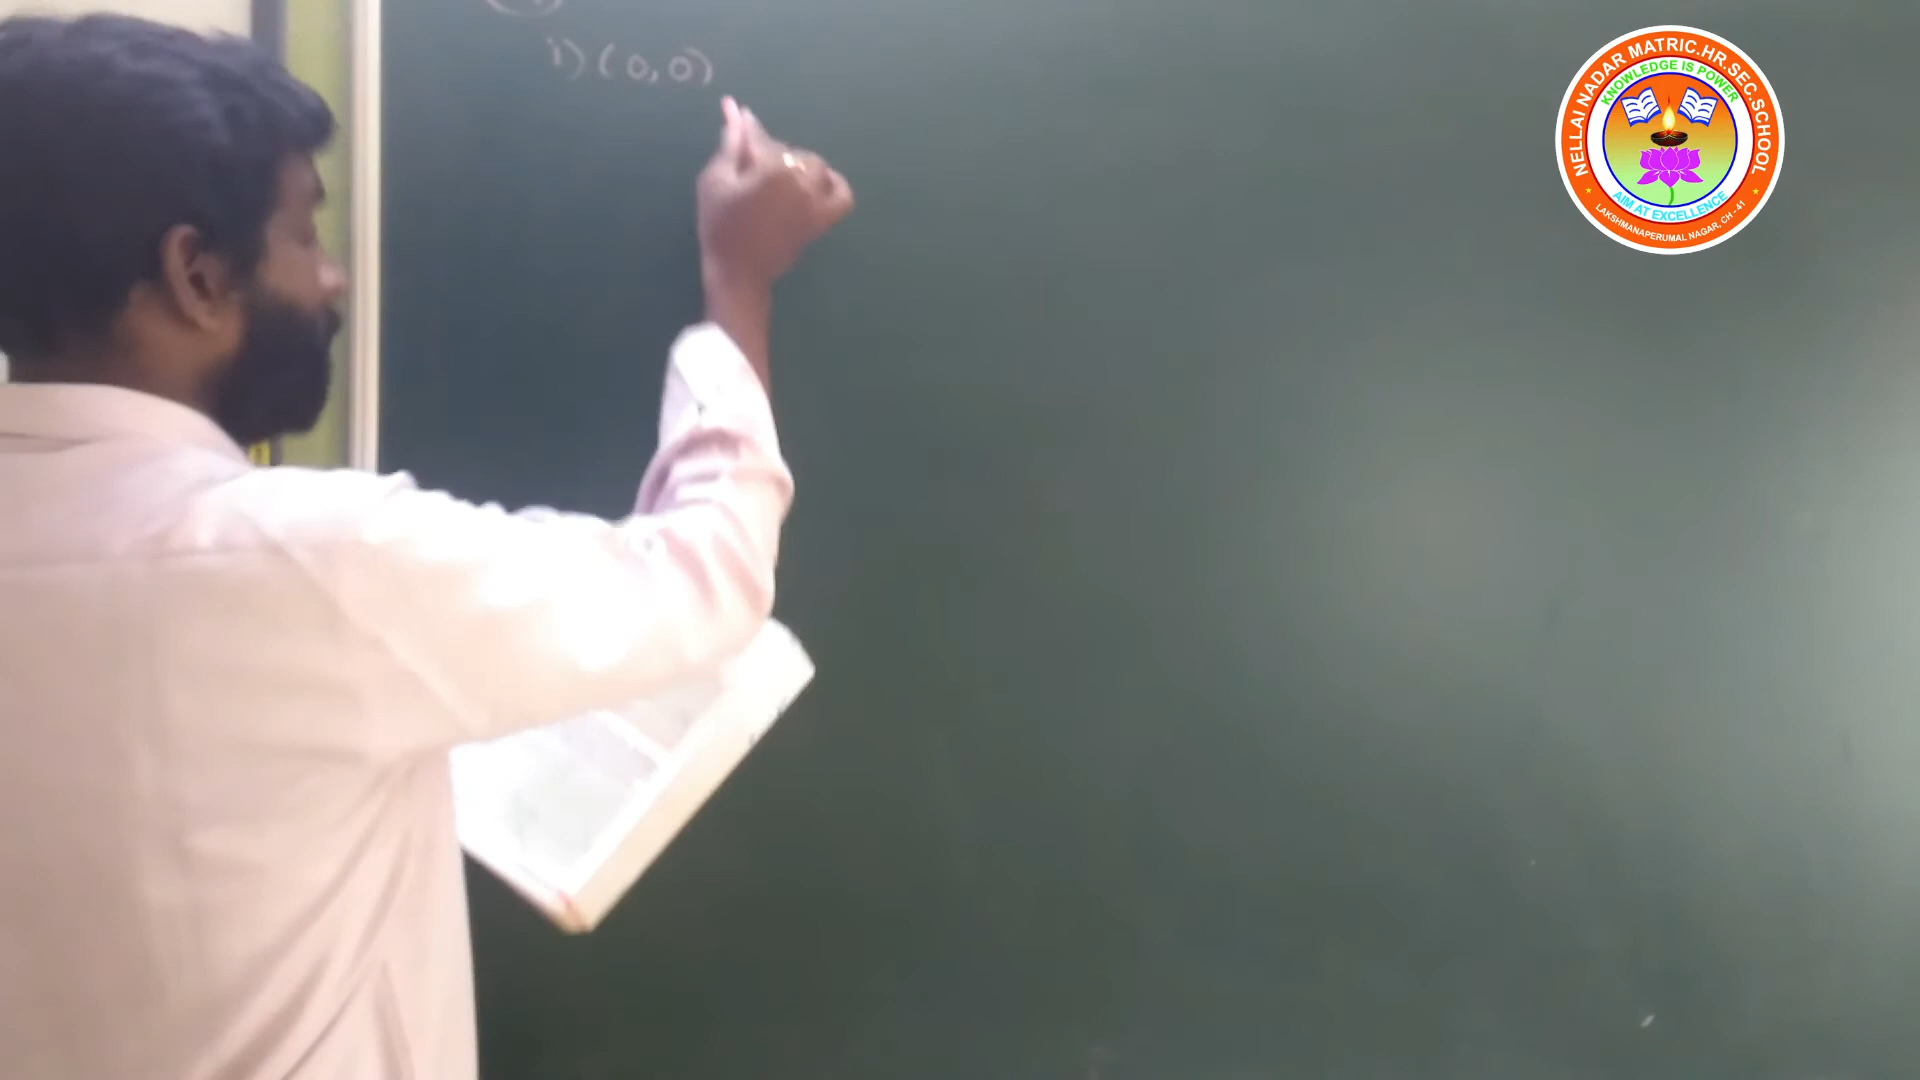 i) (0,0)
NELLAI NADAR MATRIC.HR.SEC.SCHOOL
KNOWLEDGE IS POWER
AIM AT EXCELLENCE
LAKSHMANAPERUMAL NAGAR, CH - 41